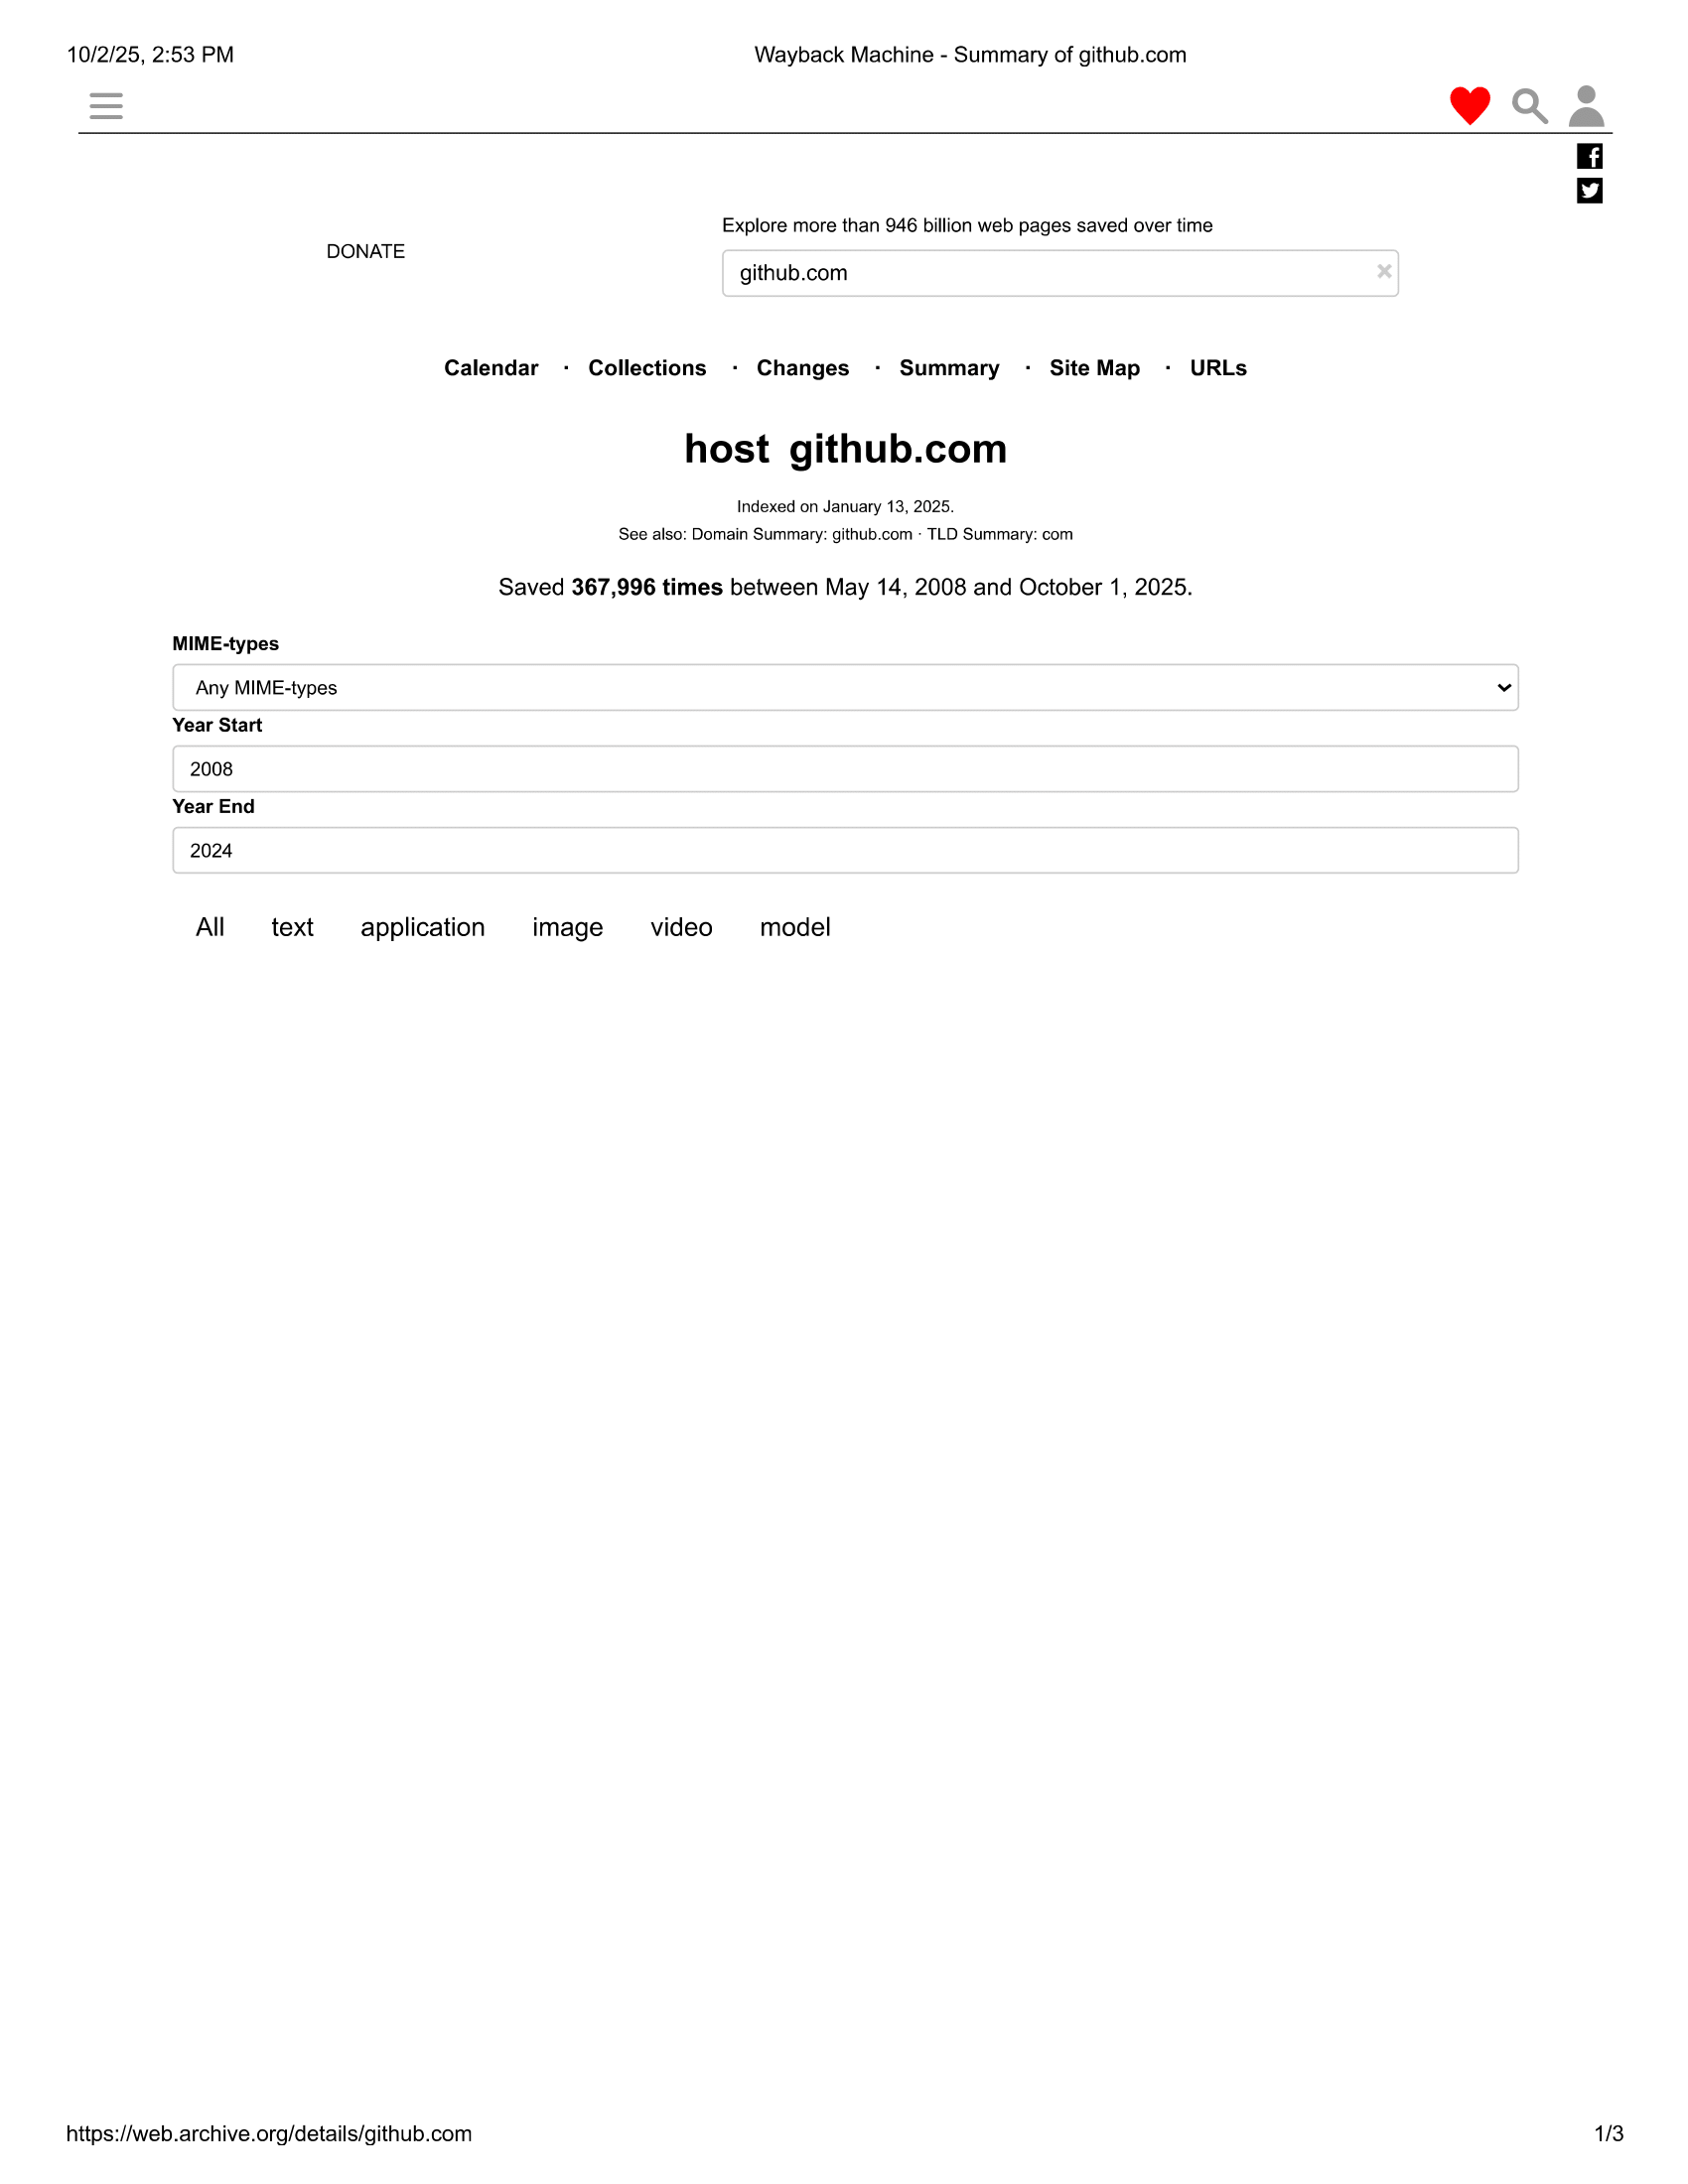 10/2/25, 2:53 PM Wayback Machine - Summary of github.com
Explore more than 946 billion web pages saved over time
DONATE
github.com
Calendar · Collections · Changes · Summary · Site Map · URLs
host github.com
Indexed on January 13, 2025.
See also: Domain Summary: github.com · TLD Summary: com
Saved 367,996 times between May 14, 2008 and October 1, 2025.
MIME-types
Any MIME-types
Year Start
2008
Year End
2024
All text application image video model
https://web.archive.org/details/github.com 1/3